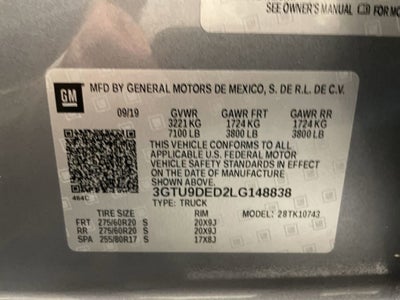 SEE OWNER'S MANUAL
FOR MO
GM
MFD BY GENERAL MOTORS DE MEXICO, S. DE R.L. DE C.V.
09/19 GVWR GAWR FRT GAWR RR
3221 KG 1724 KG 1724 KG
7100 LB 3800 LB 3800 LB
THIS VEHICLE CONFORMS TO ALL
APPLICABLE U.S. FEDERAL MOTOR
VEHICLE SAFETY STANDARDS IN EFFECT ON
THE DATE OF MANUFACTURE SHOWN ABOVE.
3GTU9DED2LG148838
TYPE: TRUCK
464C
TIRE SIZE RIM MODEL: 28TK10743
FRT 275/60R20 S 20X9J
RR 275/60R20 S 20X9J
SPA 255/80R17 S 17X8J